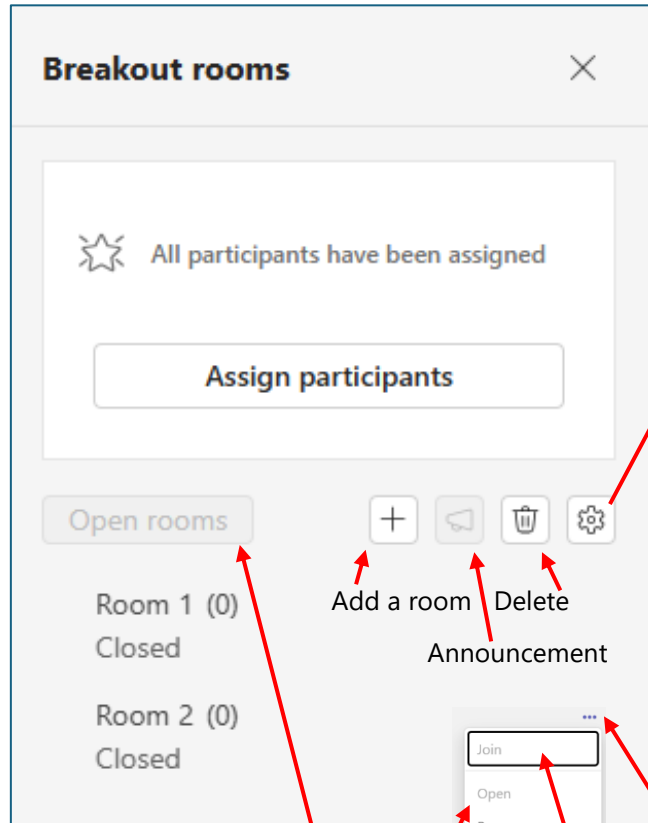 Breakout rooms
All participants have been assigned
Assign participants
Open rooms
Room 1 (0)
Add a room Delete
Closed
Announcement
Room 2 (0)
Closed
Join
Open